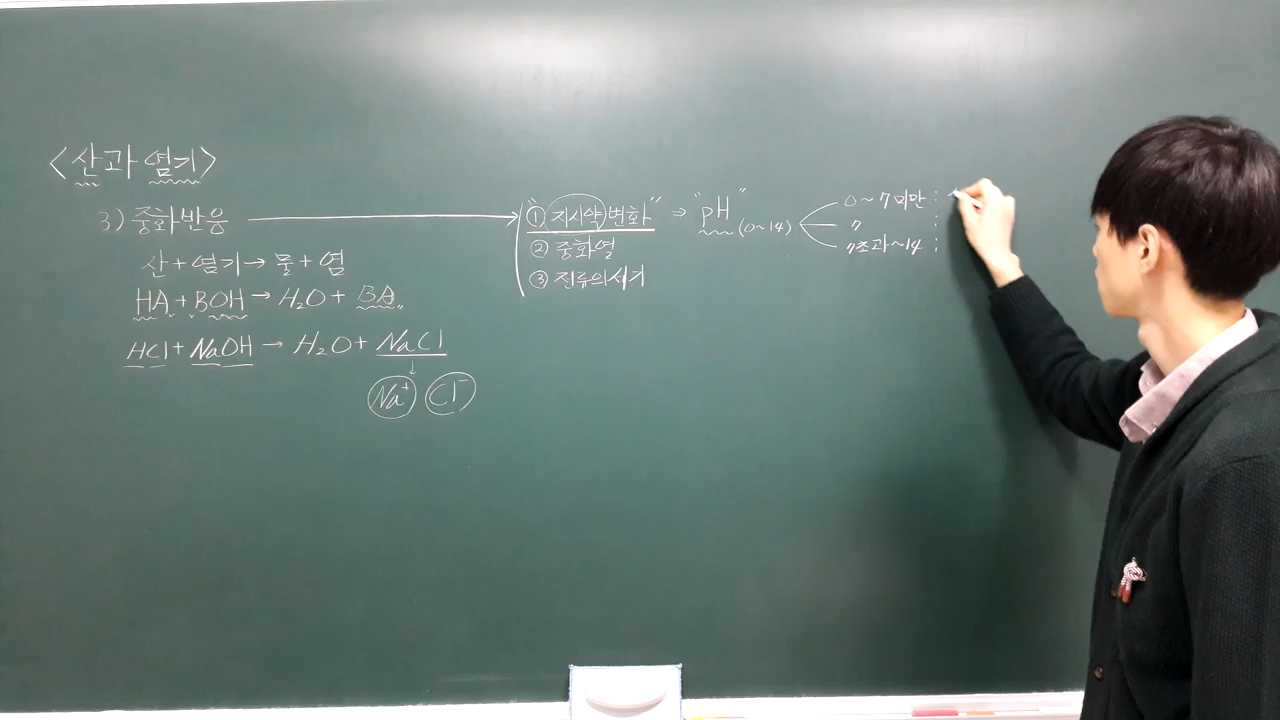 <산과 염기>
3) 중화반응
산 + 염기 → 물 + 염
HA + BOH → H₂O + BA
HCl + NaOH → H₂O + NaCl
↓
Na⁺ Cl⁻
"① 지시약 변화" ⇒ "pH" (0~14)
② 중화열
③ 전류의세기
0 ~ 7 미만 :
7 :
7초과 ~ 14 :